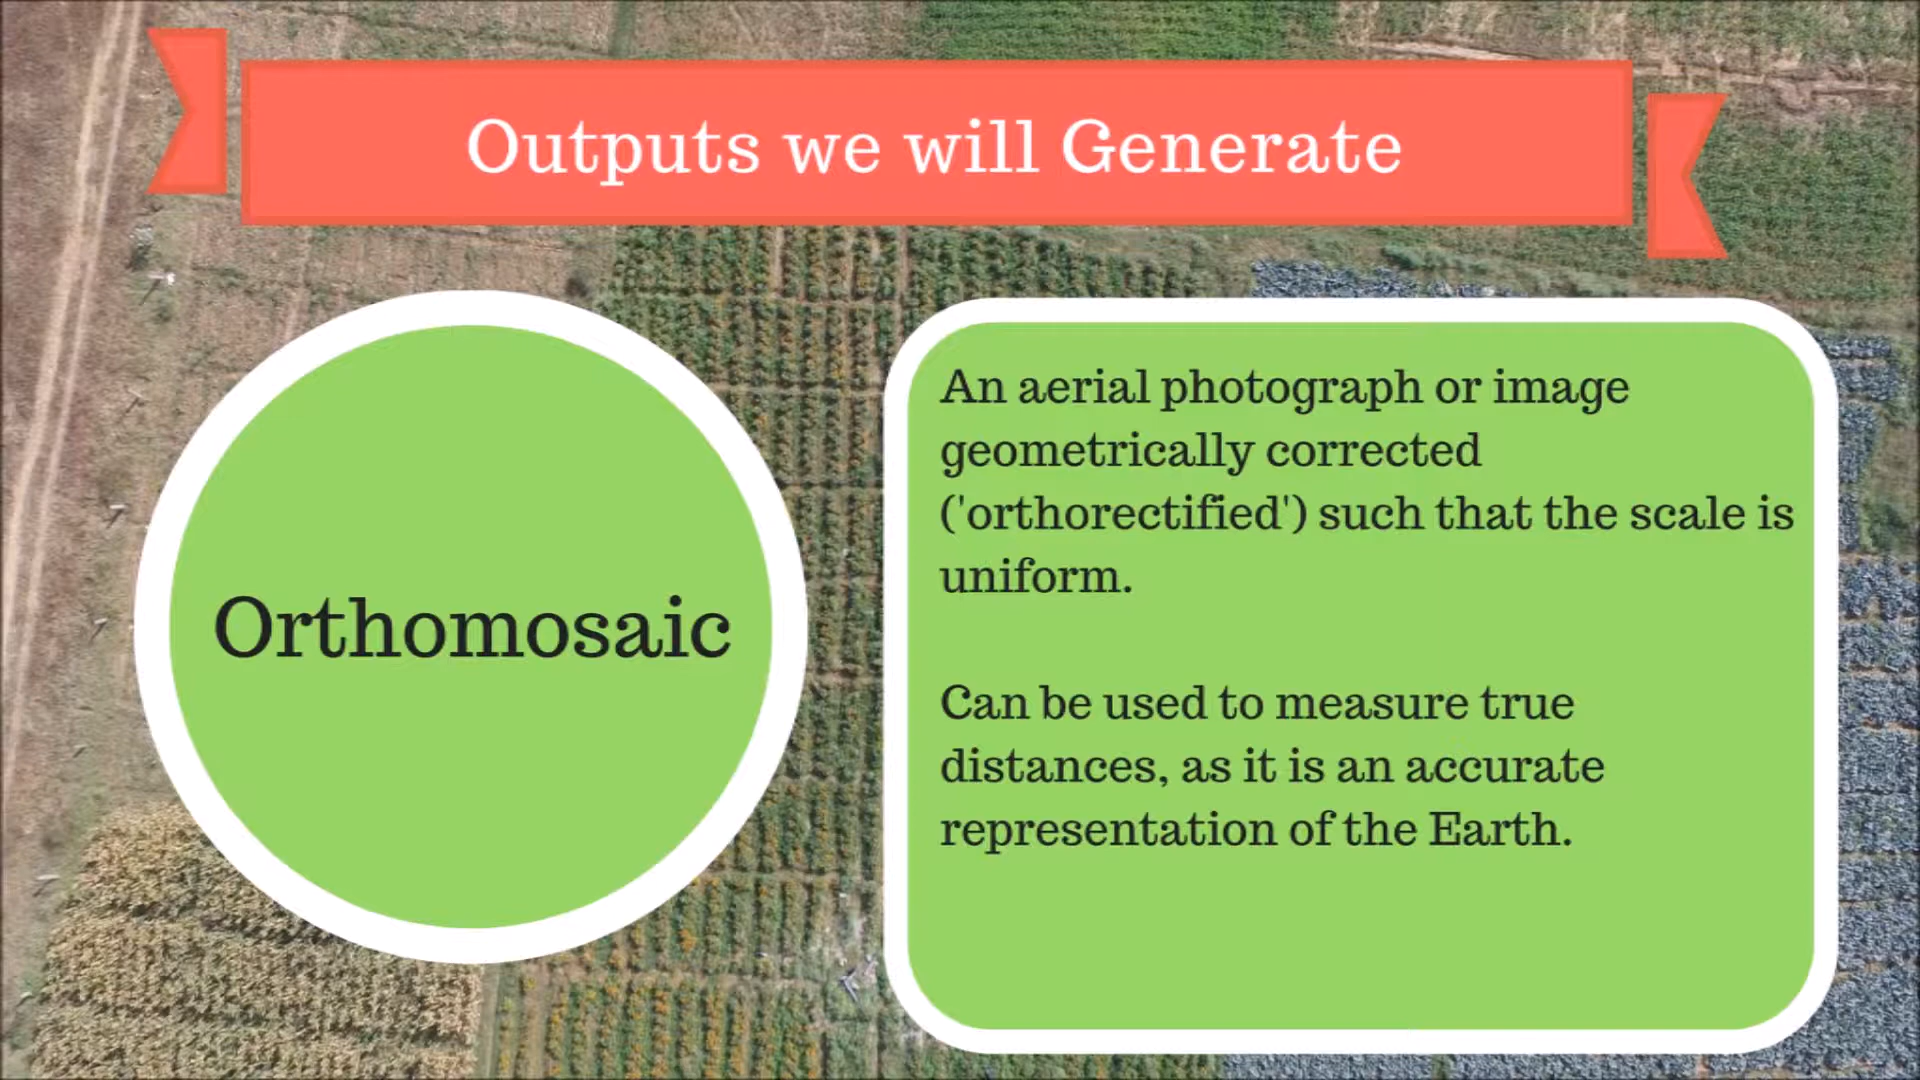 Outputs we will Generate
Orthomosaic
An aerial photograph or image
geometrically corrected
('orthorectified') such that the scale is
uniform.
Can be used to measure true
distances, as it is an accurate
representation of the Earth.